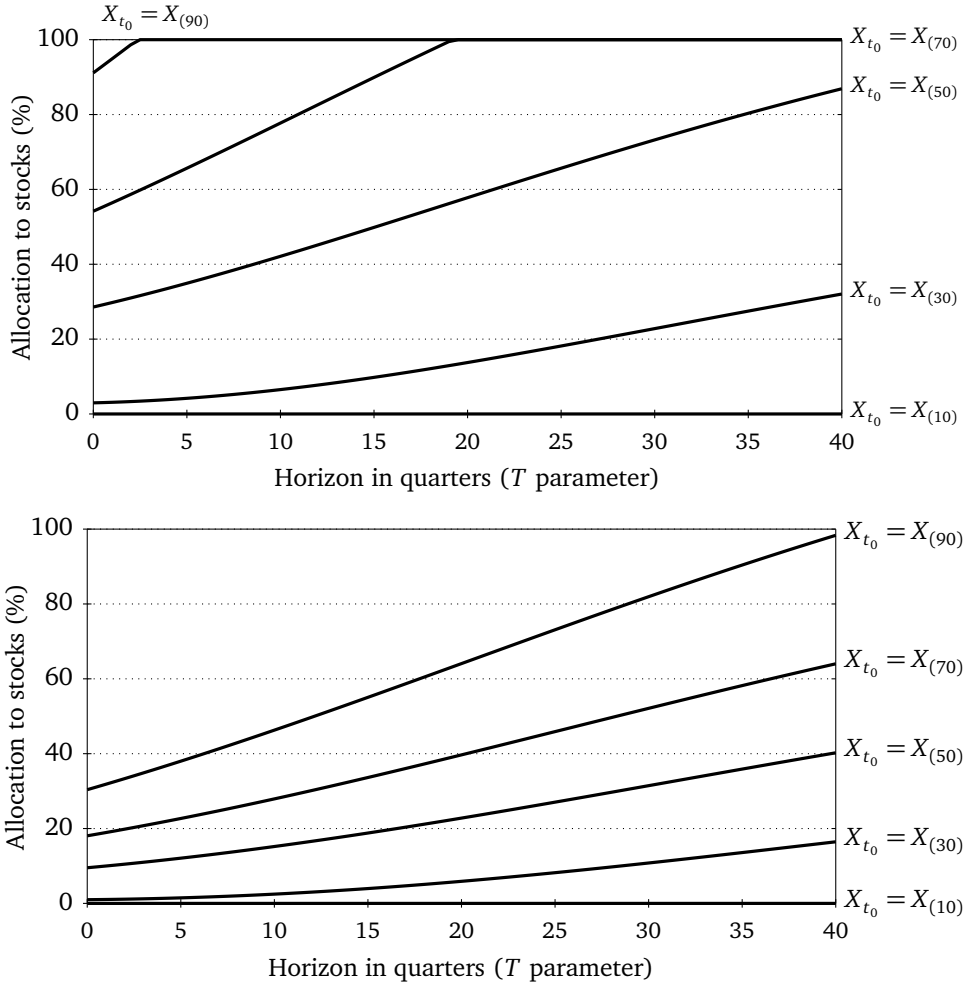 X_{t_0} = X_{(90)}
100
X_{t_0} = X_{(70)}
X_{t_0} = X_{(50)}
80
60
40
X_{t_0} = X_{(30)}
20
0
X_{t_0} = X_{(10)}
Allocation to stocks (%)
0 5 10 15 20 25 30 35 40
Horizon in quarters (T parameter)
100
X_{t_0} = X_{(90)}
80
X_{t_0} = X_{(70)}
60
40
X_{t_0} = X_{(50)}
20
X_{t_0} = X_{(30)}
0
X_{t_0} = X_{(10)}
Allocation to stocks (%)
0 5 10 15 20 25 30 35 40
Horizon in quarters (T parameter)